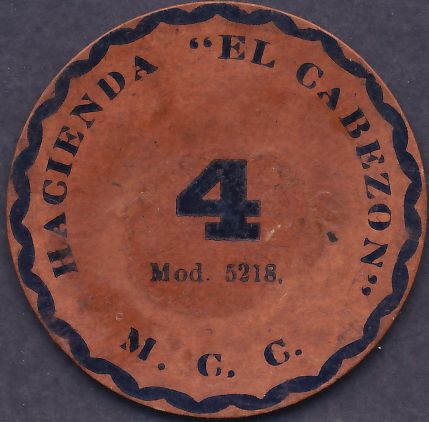 HACIENDA "EL CABEZON"
4
Mod. 5218.
M. C. C.